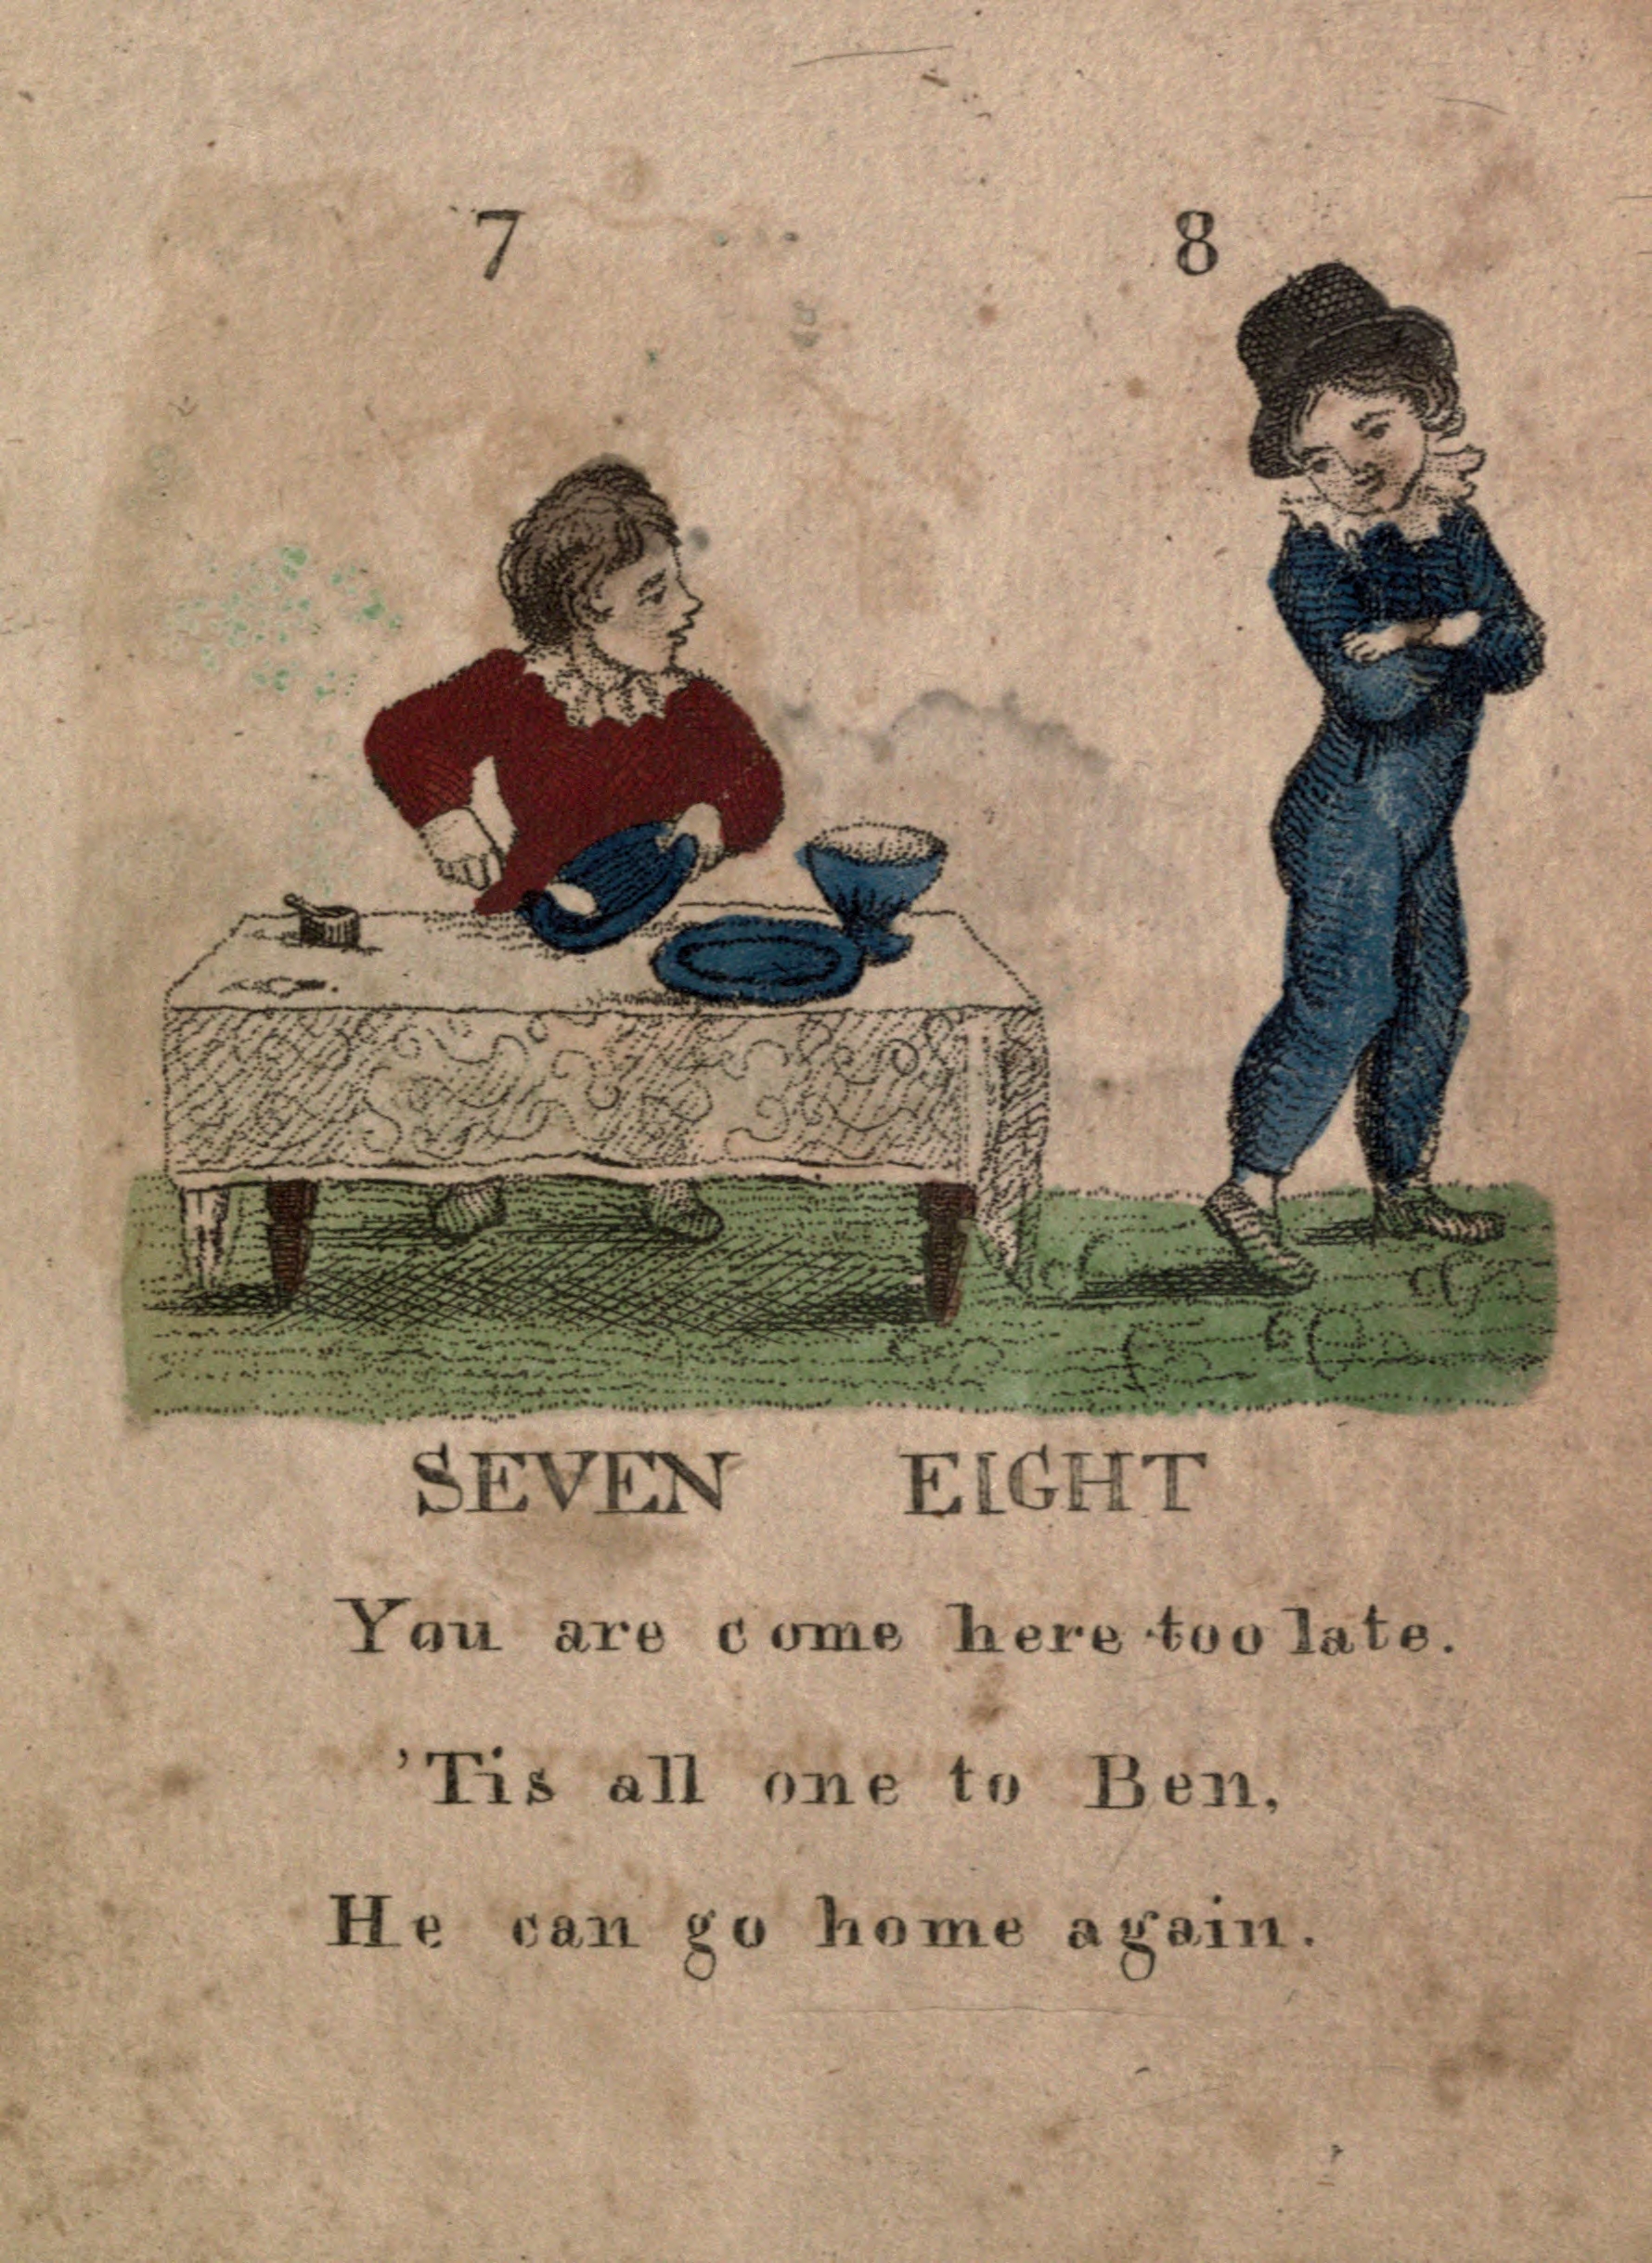 7 8
SEVEN EIGHT
You are come here too late.
'Tis all one to Ben,
He can go home again.